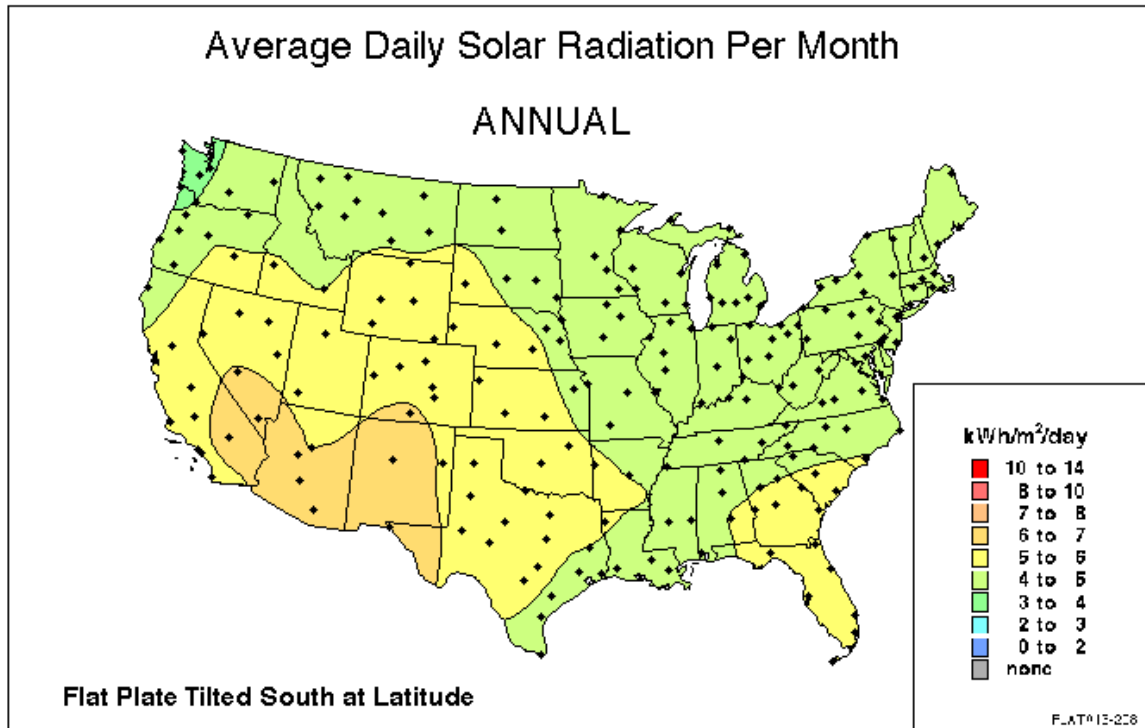 Average Daily Solar Radiation Per Month
ANNUAL
kWh/m²/day
10 to 14
8 to 10
7 to 8
6 to 7
5 to 6
4 to 5
3 to 4
2 to 3
0 to 2
none
Flat Plate Tilted South at Latitude